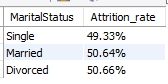 MaritalStatus Attrition_rate
Single 49.33%
Married 50.64%
Divorced 50.66%